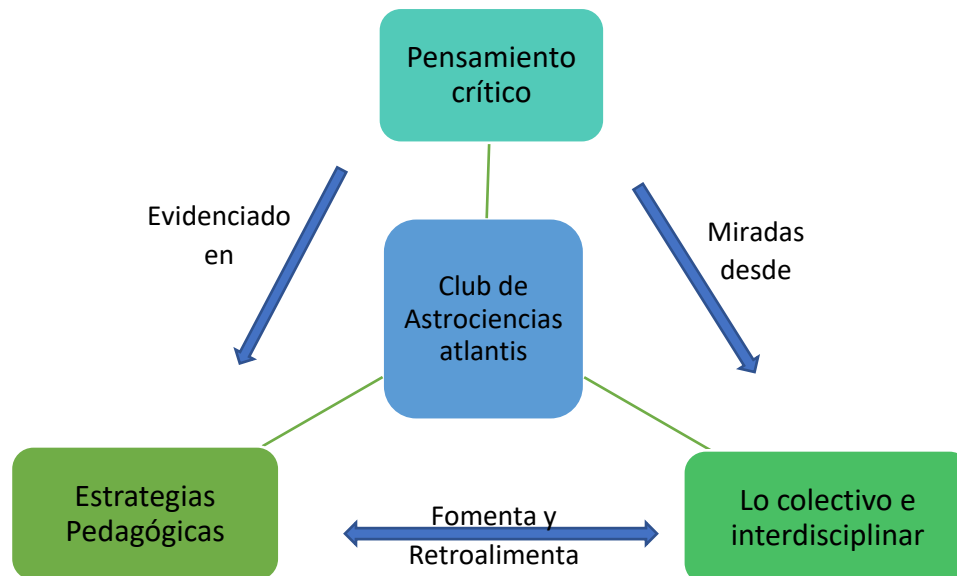 Pensamiento
crítico
Evidenciado
en
Miradas
desde
Club de
Astrociencias
atlantis
Estrategias
Pedagógicas
Fomenta y
Retroalimenta
Lo colectivo e
interdisciplinar